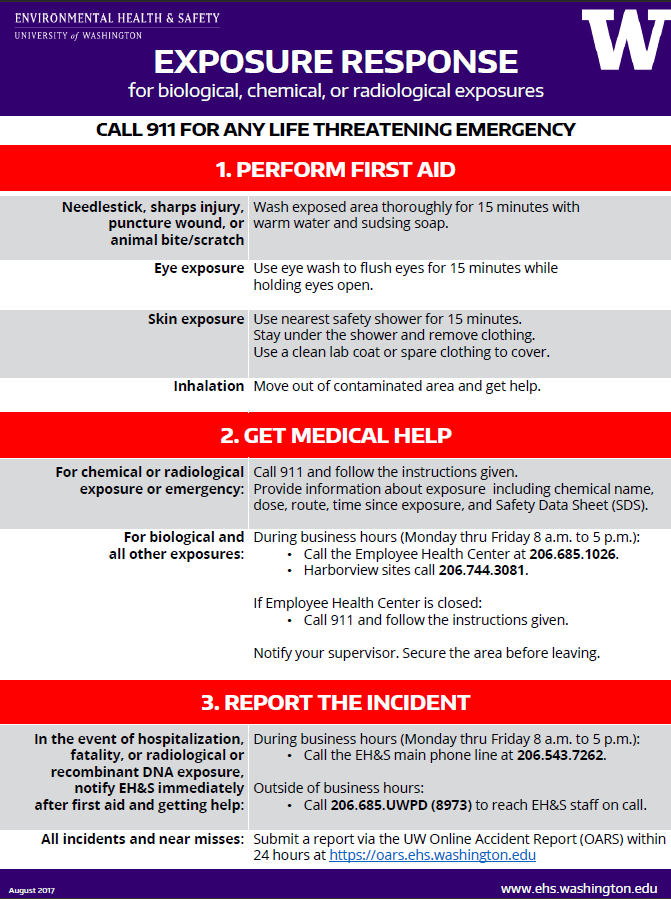 ENVIRONMENTAL HEALTH & SAFETY
UNIVERSITY of WASHINGTON
W
EXPOSURE RESPONSE
for biological, chemical, or radiological exposures
CALL 911 FOR ANY LIFE THREATENING EMERGENCY
1. PERFORM FIRST AID
Needlestick, sharps injury,
puncture wound, or
animal bite/scratch
Wash exposed area thoroughly for 15 minutes with
warm water and sudsing soap.
Eye exposure
Use eye wash to flush eyes for 15 minutes while
holding eyes open.
Skin exposure
Use nearest safety shower for 15 minutes.
Stay under the shower and remove clothing.
Use a clean lab coat or spare clothing to cover.
Inhalation
Move out of contaminated area and get help.
2. GET MEDICAL HELP
For chemical or radiological
exposure or emergency:
Call 911 and follow the instructions given.
Provide information about exposure including chemical name,
dose, route, time since exposure, and Safety Data Sheet (SDS).
For biological and
all other exposures:
During business hours (Monday thru Friday 8 a.m. to 5 p.m.):
• Call the Employee Health Center at 206.685.1026.
• Harborview sites call 206.744.3081.
If Employee Health Center is closed:
• Call 911 and follow the instructions given.
Notify your supervisor. Secure the area before leaving.
3. REPORT THE INCIDENT
In the event of hospitalization,
fatality, or radiological or
recombinant DNA exposure,
notify EH&S immediately
after first aid and getting help:
During business hours (Monday thru Friday 8 a.m. to 5 p.m.):
• Call the EH&S main phone line at 206.543.7262.
Outside of business hours:
• Call 206.685.UWPD (8973) to reach EH&S staff on call.
All incidents and near misses:
Submit a report via the UW Online Accident Report (OARS) within
24 hours at https://oars.ehs.washington.edu
August 2017
www.ehs.washington.edu